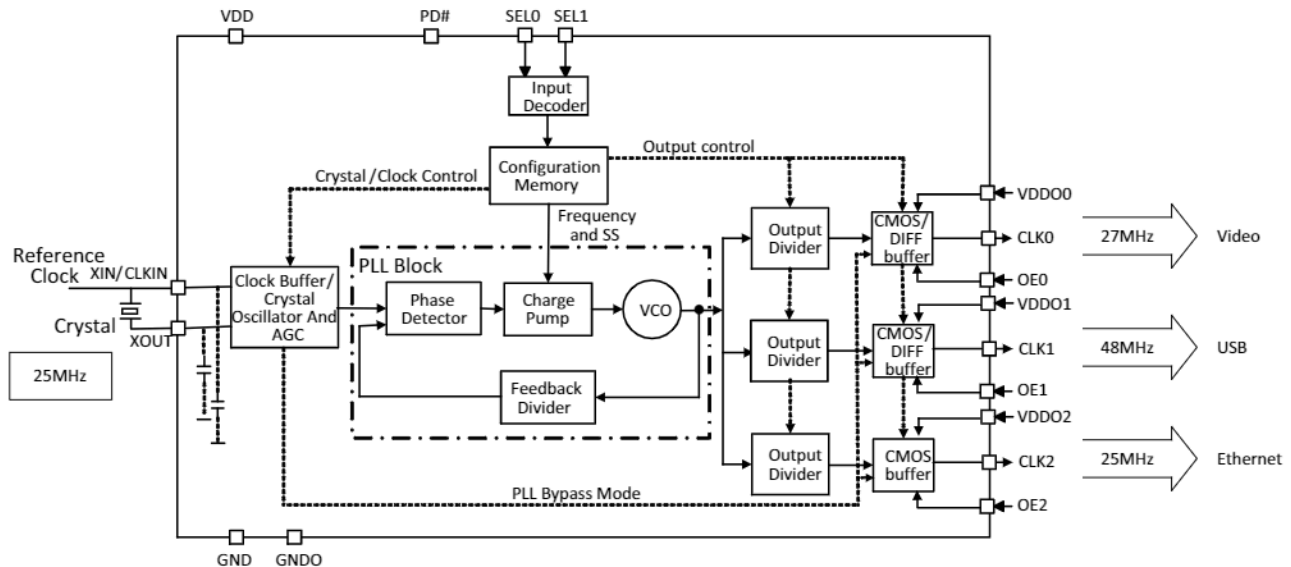 VDD
PD#
SEL0
SEL1
Input
Decoder
Output control
Configuration
Memory
Crystal /Clock Control
Frequency
and SS
VDDO0
CMOS/
DIFF
buffer
Output
Divider
CLK0
27MHz
Video
Reference
Clock
XIN/CLKIN
PLL Block
Clock Buffer/
Crystal
Oscillator And
AGC
Phase
Detector
Charge
Pump
VCO
OE0
VDDO1
Crystal
XOUT
Output
Divider
CMOS/
DIFF
buffer
CLK1
48MHz
USB
25MHz
Feedback
Divider
OE1
VDDO2
Output
Divider
CMOS
buffer
CLK2
25MHz
Ethernet
PLL Bypass Mode
OE2
GND
GNDO